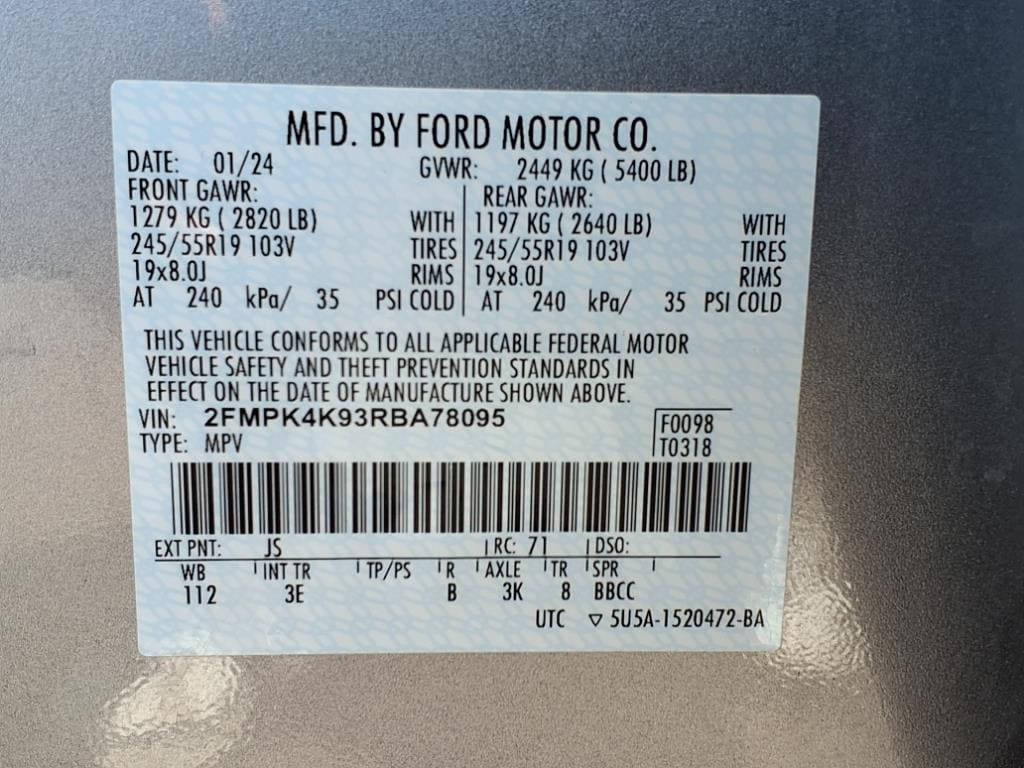 MFD. BY FORD MOTOR CO.
DATE: 01/24 GVWR: 2449 KG ( 5400 LB)
FRONT GAWR: REAR GAWR:
1279 KG ( 2820 LB) WITH 1197 KG ( 2640 LB) WITH
245/55R19 103V TIRES 245/55R19 103V TIRES
19x8.0J RIMS 19x8.0J RIMS
AT 240 kPa/ 35 PSI COLD AT 240 kPa/ 35 PSI COLD
THIS VEHICLE CONFORMS TO ALL APPLICABLE FEDERAL MOTOR
VEHICLE SAFETY AND THEFT PREVENTION STANDARDS IN
EFFECT ON THE DATE OF MANUFACTURE SHOWN ABOVE.
VIN: 2FMPK4K93RBA78095 F0098
TYPE: MPV T0318
EXT PNT: JS RC: 71 DSO:
WB INT TR TP/PS R AXLE TR SPR
112 3E B 3K 8 BBCC
UTC ▽ 5U5A-1520472-BA